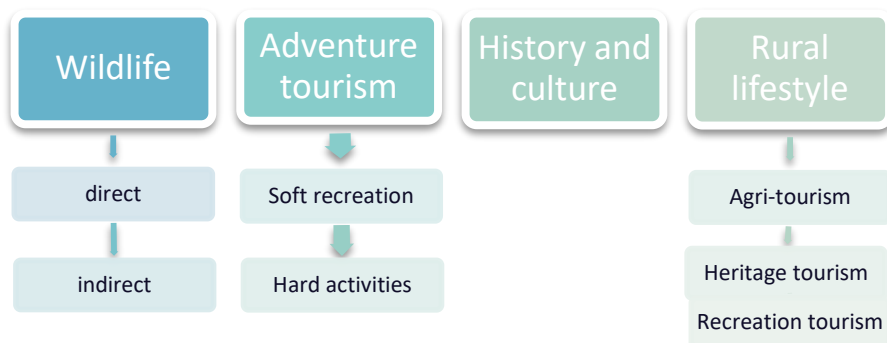 Wildlife
direct
indirect
Adventure
tourism
Soft recreation
Hard activities
History and
culture
Rural
lifestyle
Agri-tourism
Heritage tourism
Recreation tourism